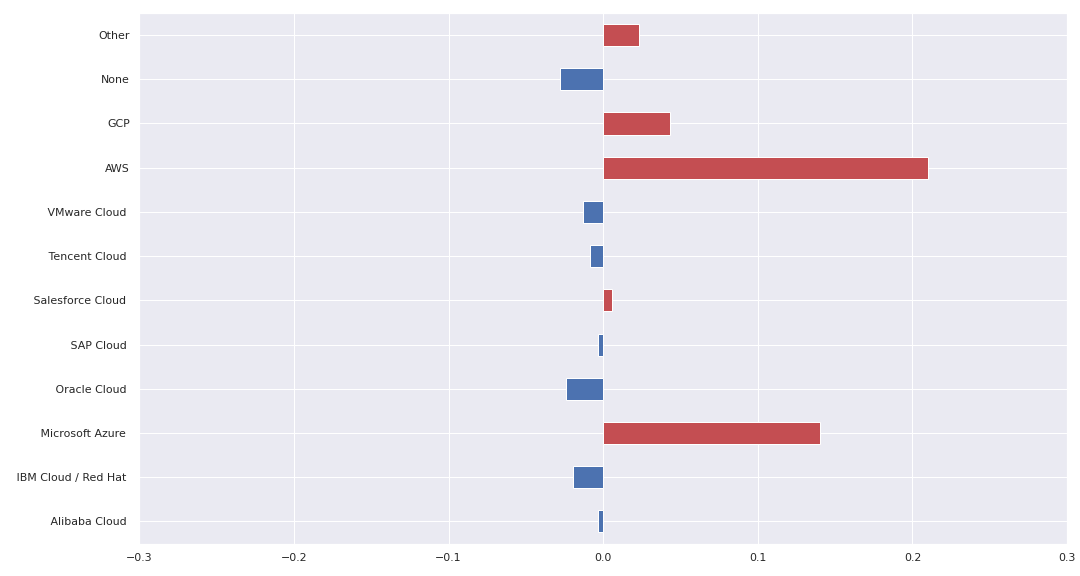 Other
None
GCP
AWS
VMware Cloud
Tencent Cloud
Salesforce Cloud
SAP Cloud
Oracle Cloud
Microsoft Azure
IBM Cloud / Red Hat
Alibaba Cloud
−0.3 −0.2 −0.1 0.0 0.1 0.2 0.3